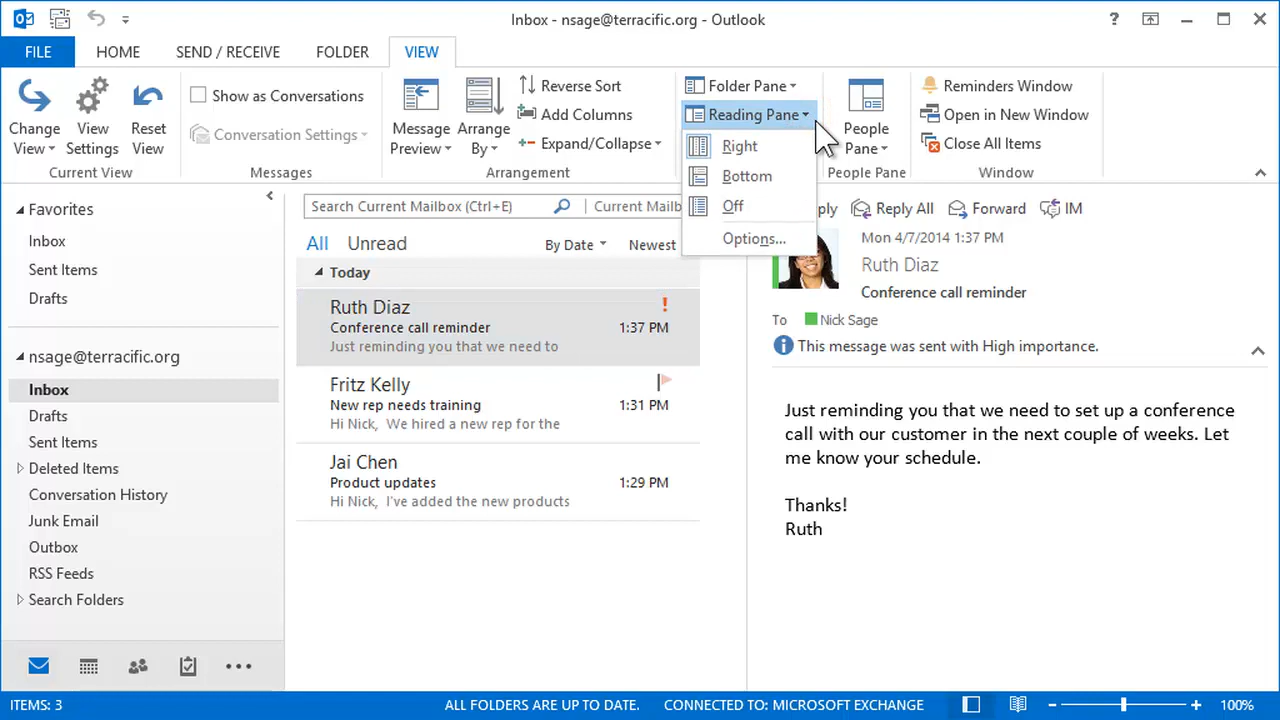 Inbox - nsage@terracific.org - Outlook
?
FILE HOME SEND / RECEIVE FOLDER VIEW
Change View
View Settings
Reset View
Current View
Show as Conversations
Conversation Settings
Messages
Message Preview
Arrange By
Reverse Sort
Add Columns
Expand/Collapse
Arrangement
Folder Pane
Reading Pane
Right
Bottom
Off
Options...
People Pane
People Pane
Reminders Window
Open in New Window
Close All Items
Window
Favorites
Inbox
Sent Items
Drafts
nsage@terracific.org
Inbox
Drafts
Sent Items
Deleted Items
Conversation History
Junk Email
Outbox
RSS Feeds
Search Folders
Search Current Mailbox (Ctrl+E)
All Unread By Date Newest
Today
Ruth Diaz
!
Conference call reminder 1:37 PM
Just reminding you that we need to
Fritz Kelly
New rep needs training 1:31 PM
Hi Nick, We hired a new rep for the
Jai Chen
Product updates 1:29 PM
Hi Nick, I've added the new products
Reply All Forward IM
Mon 4/7/2014 1:37 PM
Ruth Diaz
Conference call reminder
To Nick Sage
This message was sent with High importance.
Just reminding you that we need to set up a conference
call with our customer in the next couple of weeks. Let
me know your schedule.
Thanks!
Ruth
ITEMS: 3 ALL FOLDERS ARE UP TO DATE. CONNECTED TO: MICROSOFT EXCHANGE 100%